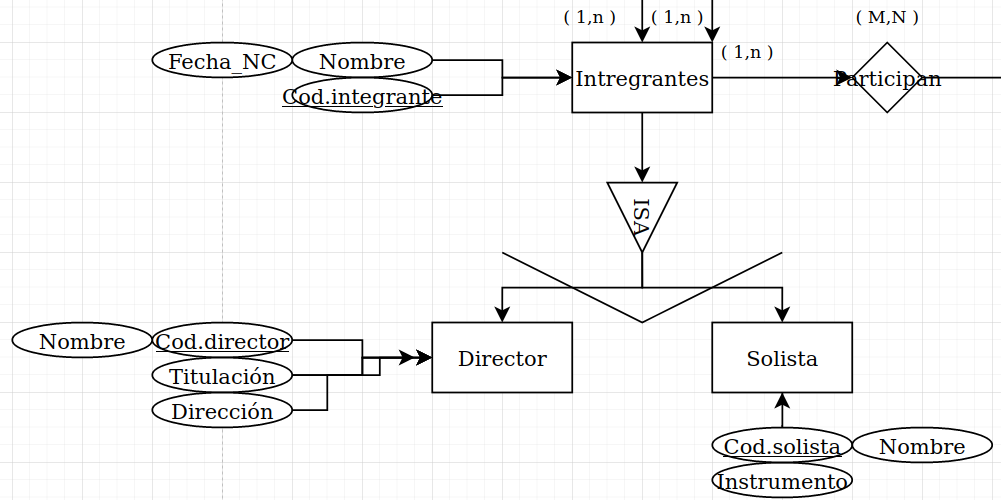 ( 1,n )
( 1,n )
( M,N )
Fecha_NC
Nombre
( 1,n )
Intregrantes
Participan
Cod.integrante
ISA
Nombre
Cod.director
Titulación
Dirección
Director
Solista
Cod.solista
Nombre
Instrumento